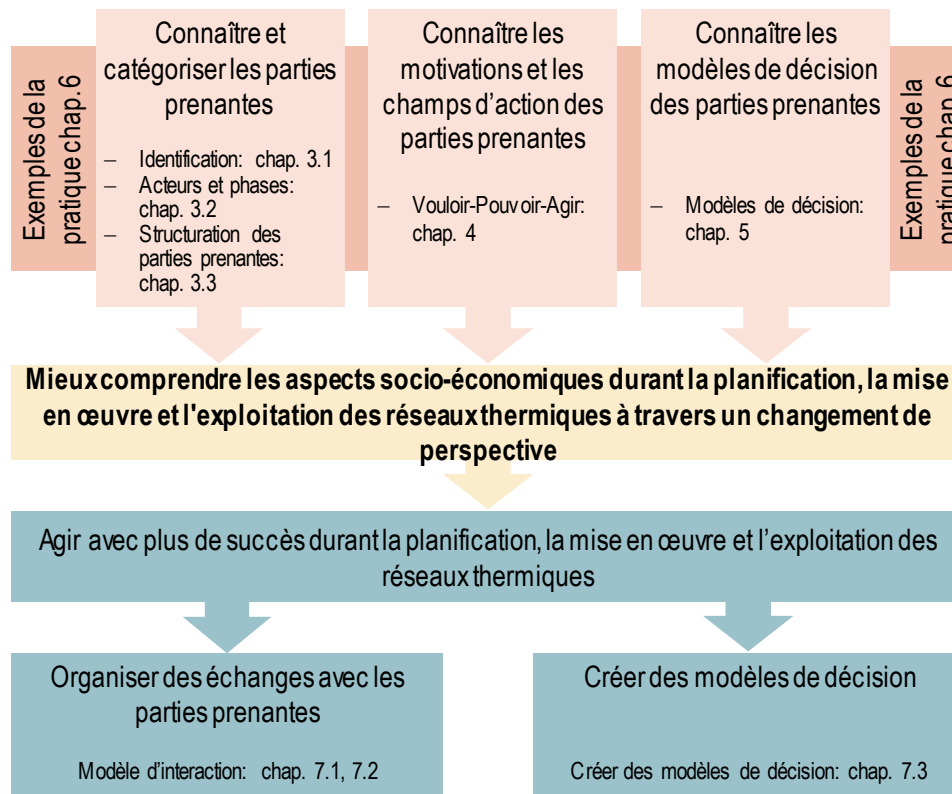 Exemples de la
pratique chap. 6
Connaître et
catégoriser les parties
prenantes
– Identification: chap. 3.1
– Acteurs et phases:
chap. 3.2
– Structuration des
parties prenantes:
chap. 3.3
Connaître les
motivations et les
champs d’action des
parties prenantes
– Vouloir-Pouvoir-Agir:
chap. 4
Connaître les
modèles de décision
des parties prenantes
– Modèles de décision:
chap. 5
Exemples de la
pratique chap. 6
Mieux comprendre les aspects socio-économiques durant la planification, la mise
en œuvre et l'exploitation des réseaux thermiques à travers un changement de
perspective
Agir avec plus de succès durant la planification, la mise en œuvre et l’exploitation des
réseaux thermiques
Organiser des échanges avec les
parties prenantes
Modèle d’interaction: chap. 7.1, 7.2
Créer des modèles de décision
Créer des modèles de décision: chap. 7.3